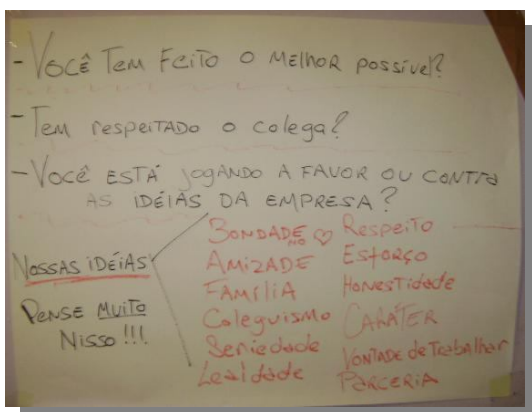 - Você Tem Feito o Melhor possível?
- Tem respeitado o colega?
- Você está jogando a favor ou contra
as idéias da empresa?
Nossas idéias
Pense Muito
Nisso!!!
Bondade no ♡
Amizade
Família
Coleguismo
Seriedade
Lealdade
Respeito
Esforço
Honestidade
Caráter
Vontade de Trabalhar
Parceria